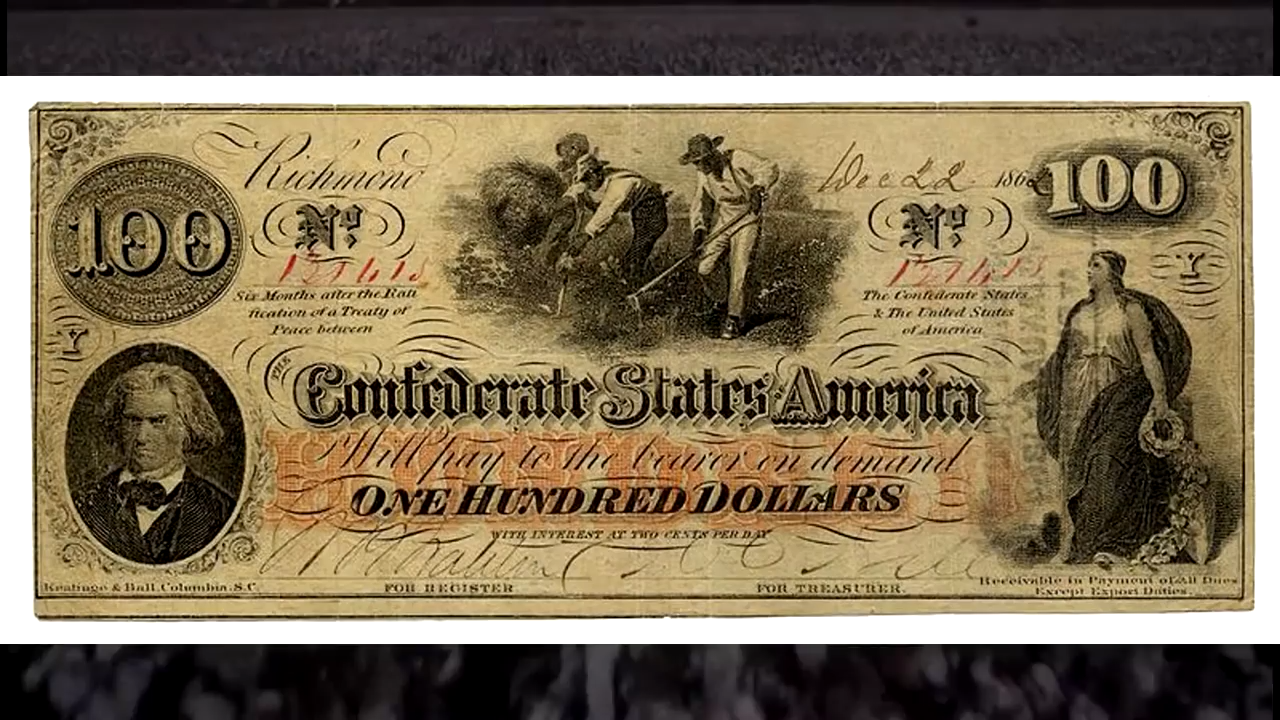 Richmond
Dec 22 1862
100
100
No
No
Six Months after the Rati
fication of a Treaty of
Peace between
The Confederate States
& The United States
of America
Y
Y
THE
Confederate States America
Will pay to the bearer on demand
ONE HUNDRED DOLLARS
WITH INTEREST AT TWO CENTS PER DAY
Keatinge & Ball, Columbia, S.C.
FOR REGISTER
FOR TREASURER.
Receivable in Payment of All Dues
Except Export Duties.
HUNDRED